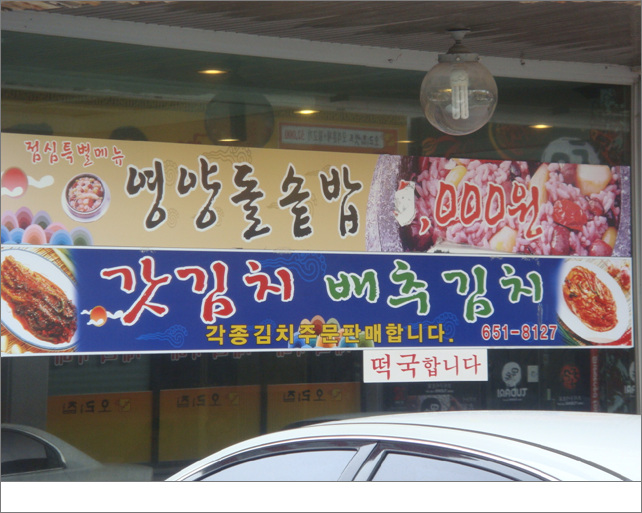 점심특별메뉴
영양돌솥밥 ,000원
갓김치 배추김치
각종김치주문판매합니다. 651-8127
떡국합니다